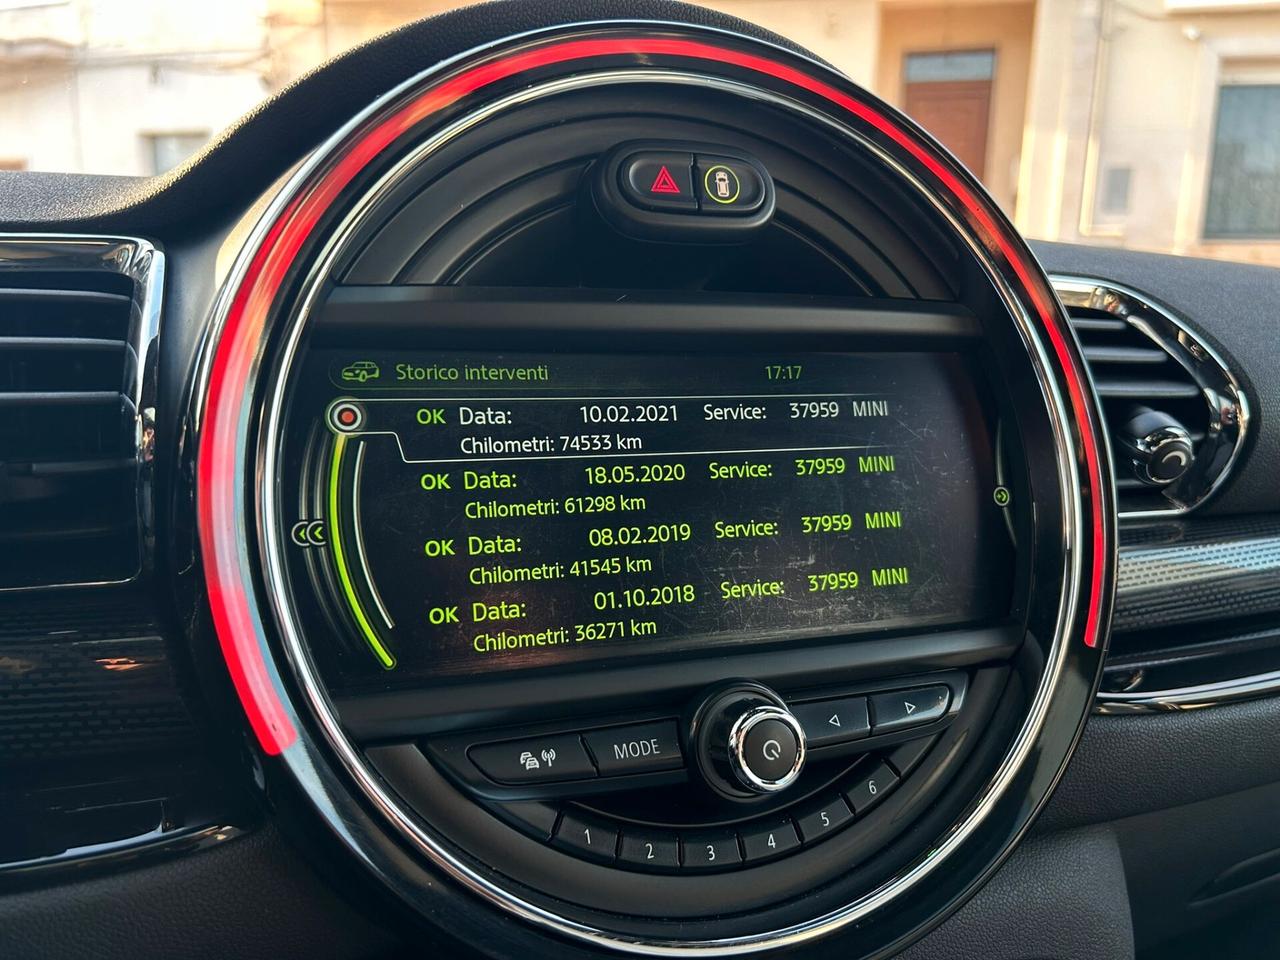 Storico interventi 17:17
OK Data: 10.02.2021 Service: 37959 MINI
Chilometri: 74533 km
OK Data: 18.05.2020 Service: 37959 MINI
Chilometri: 61298 km
OK Data: 08.02.2019 Service: 37959 MINI
Chilometri: 41545 km
OK Data: 01.10.2018 Service: 37959 MINI
Chilometri: 36271 km
MODE
1 2 3 4 5 6